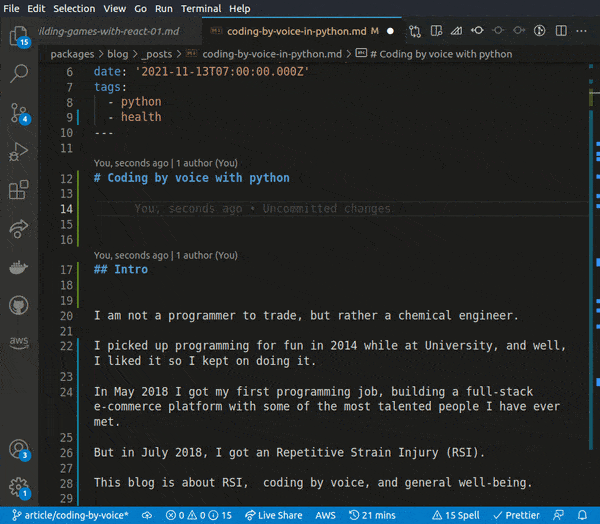 File Edit Selection View Go Run Terminal Help
ilding-games-with-react-01.md coding-by-voice-in-python.md M
packages > blog > _posts > coding-by-voice-in-python.md > # Coding by voice with python
6 date: '2021-11-13T07:00:00.000Z'
7 tags:
8 - python
9 - health
10 ---
11
You, seconds ago | 1 author (You)
12 # Coding by voice with python
13
14 You, seconds ago • Uncommitted changes
15
16
You, seconds ago | 1 author (You)
17 ## Intro
18
19
20 I am not a programmer to trade, but rather a chemical engineer.
21
22 I picked up programming for fun in 2014 while at University, and well,
I liked it so I kept on doing it.
23
24 In May 2018 I got my first programming job, building a full-stack
e-commerce platform with some of the most talented people I have ever
met.
25
26 But in July 2018, I got an Repetitive Strain Injury (RSI).
27
28 This blog is about RSI,  coding by voice, and general well-being.
29
15
4
aws
3
1
article/coding-by-voice* 0 0 15 Live Share AWS 21 mins 15 Spell Prettier